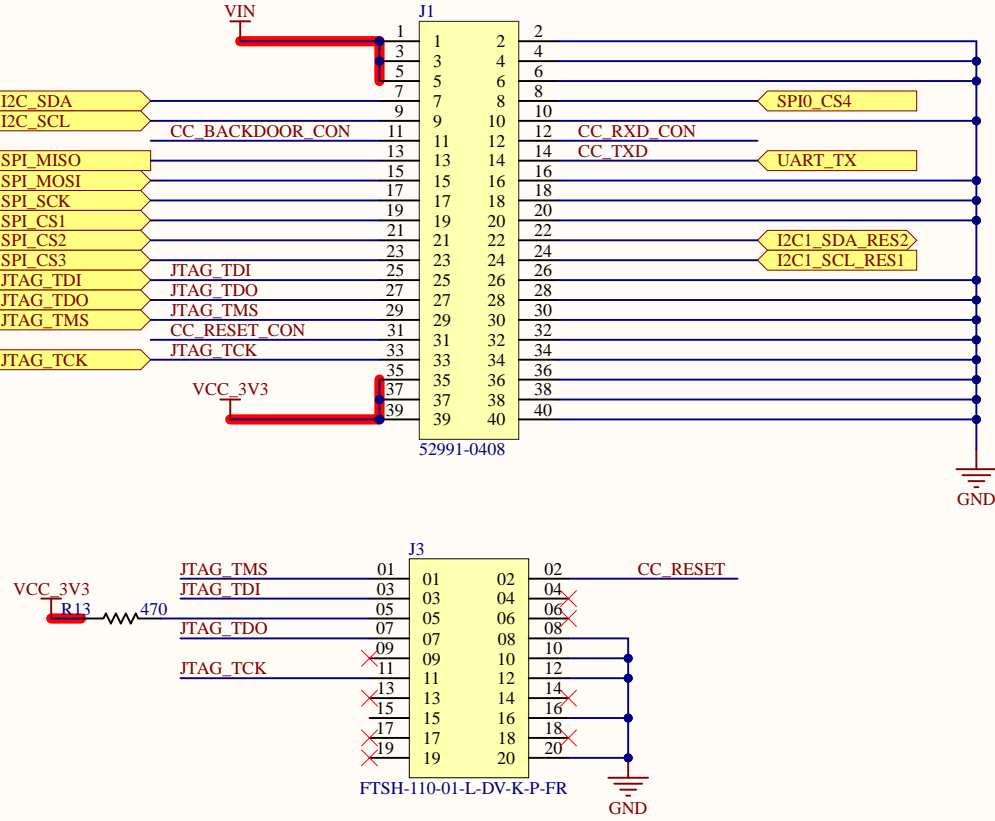 VIN J1
1 1 2 2
3 3 4 4
5 5 6 6
I2C_SDA 7 7 8 8 SPI0_CS4
I2C_SCL 9 9 10 10
CC_BACKDOOR_CON 11 11 12 12 CC_RXD_CON
SPI_MISO 13 13 14 14 CC_TXD UART_TX
SPI_MOSI 15 15 16 16
SPI_SCK 17 17 18 18
SPI_CS1 19 19 20 20
SPI_CS2 21 21 22 22 I2C1_SDA_RES2
SPI_CS3 23 23 24 24 I2C1_SCL_RES1
JTAG_TDI JTAG_TDI 25 25 26 26
JTAG_TDO JTAG_TDO 27 27 28 28
JTAG_TMS JTAG_TMS 29 29 30 30
CC_RESET_CON 31 31 32 32
JTAG_TCK JTAG_TCK 33 33 34 34
35 35 36 36
VCC_3V3 37 37 38 38
39 39 40 40
52991-0408
GND
J3
JTAG_TMS 01 01 02 02 CC_RESET
VCC_3V3 JTAG_TDI 03 03 04 04
R13 470 05 05 06 06
JTAG_TDO 07 07 08 08
09 09 10 10
JTAG_TCK 11 11 12 12
13 13 14 14
15 15 16 16
17 17 18 18
19 19 20 20
FTSH-110-01-L-DV-K-P-FR
GND